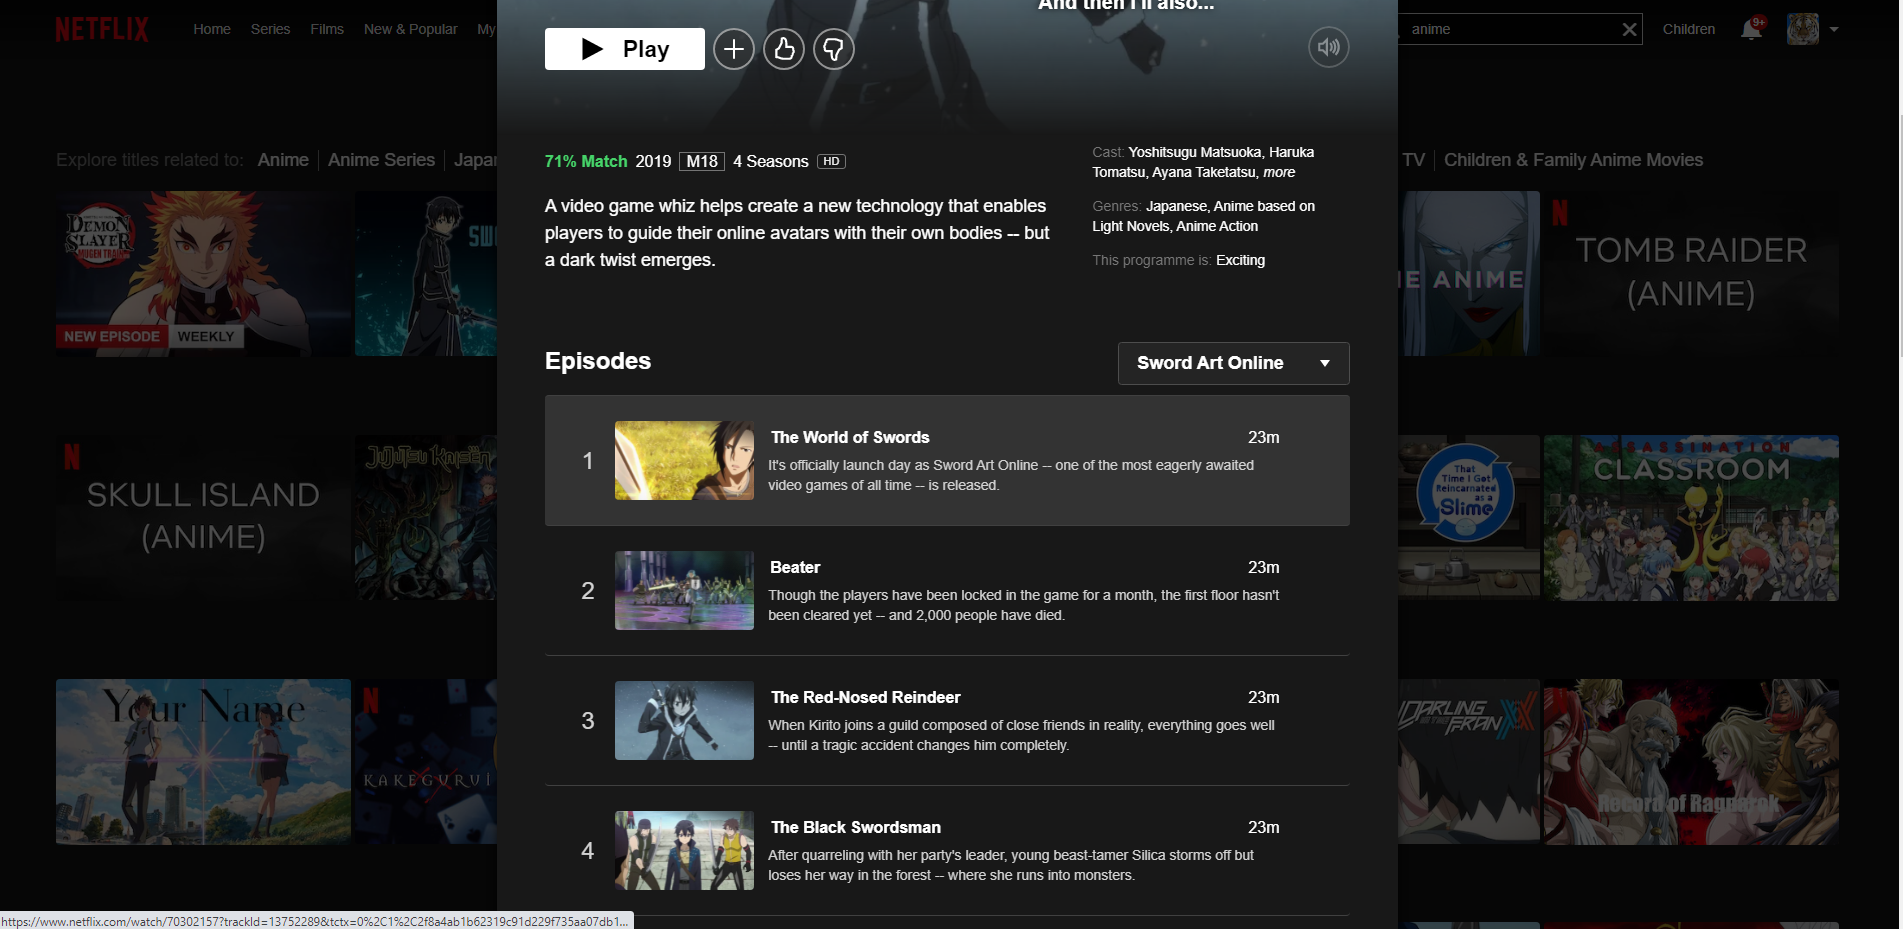 And then I'll also...
NETFLIX
Home
Series
Films
New & Popular
My
anime
Children
9+
Play
71% Match 2019 M18 4 Seasons HD
A video game whiz helps create a new technology that enables
players to guide their online avatars with their own bodies -- but
a dark twist emerges.
Cast: Yoshitsugu Matsuoka, Haruka
Tomatsu, Ayana Taketatsu, more
Genres: Japanese, Anime based on
Light Novels, Anime Action
This programme is: Exciting
Explore titles related to: Anime
Anime Series
Japan
TV
Children & Family Anime Movies
DEMON
SLAYER
MUGEN TRAIN
NEW EPISODE WEEKLY
SW
E ANIME
N
TOMB RAIDER
(ANIME)
Episodes
Sword Art Online
1
The World of Swords
23m
It's officially launch day as Sword Art Online -- one of the most eagerly awaited
video games of all time -- is released.
2
Beater
23m
Though the players have been locked in the game for a month, the first floor hasn't
been cleared yet -- and 2,000 people have died.
3
The Red-Nosed Reindeer
23m
When Kirito joins a guild composed of close friends in reality, everything goes well
-- until a tragic accident changes him completely.
4
The Black Swordsman
23m
After quarreling with her party's leader, young beast-tamer Silica storms off but
loses her way in the forest -- where she runs into monsters.
N
SKULL ISLAND
(ANIME)
JUJUTSU KAISEN
That
Time I Got
Reincarnated
as a
Slime
ASSASSINATION
CLASSROOM
Your Name
N
KAKEGURUI
DARLING
in the
FRANXX
Record of Ragnarok
https://www.netflix.com/watch/70302157?trackId=13752289&tctx=0%2C1%2C2f8a4ab1b62319c91d229f735aa07db1...